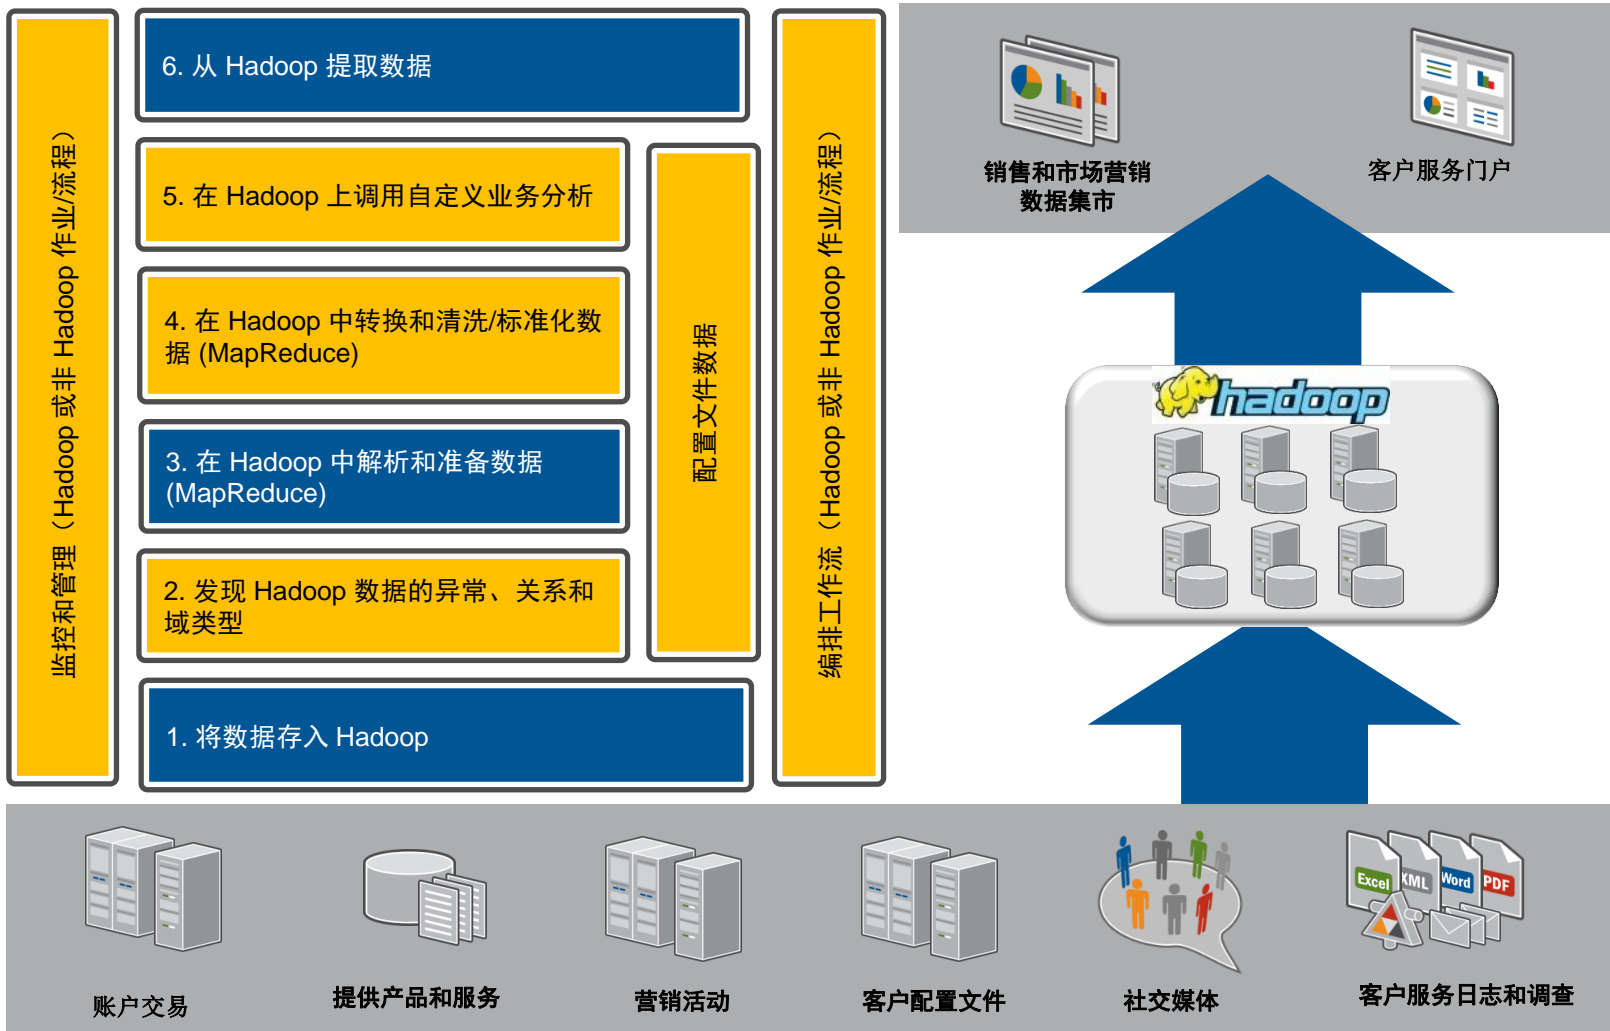 6. 从 Hadoop 提取数据
5. 在 Hadoop 上调用自定义业务分析
4. 在 Hadoop 中转换和清洗/标准化数
据 (MapReduce)
3. 在 Hadoop 中解析和准备数据
(MapReduce)
2. 发现 Hadoop 数据的异常、关系和
域类型
1. 将数据存入 Hadoop
监控和管理（Hadoop 或非 Hadoop 作业/流程）
配置文件数据
编排工作流（Hadoop 或非 Hadoop 作业/流程）
销售和市场营销
数据集市
客户服务门户
hadoop
账户交易
提供产品和服务
营销活动
客户配置文件
社交媒体
Excel
XML
Word
PDF
客户服务日志和调查